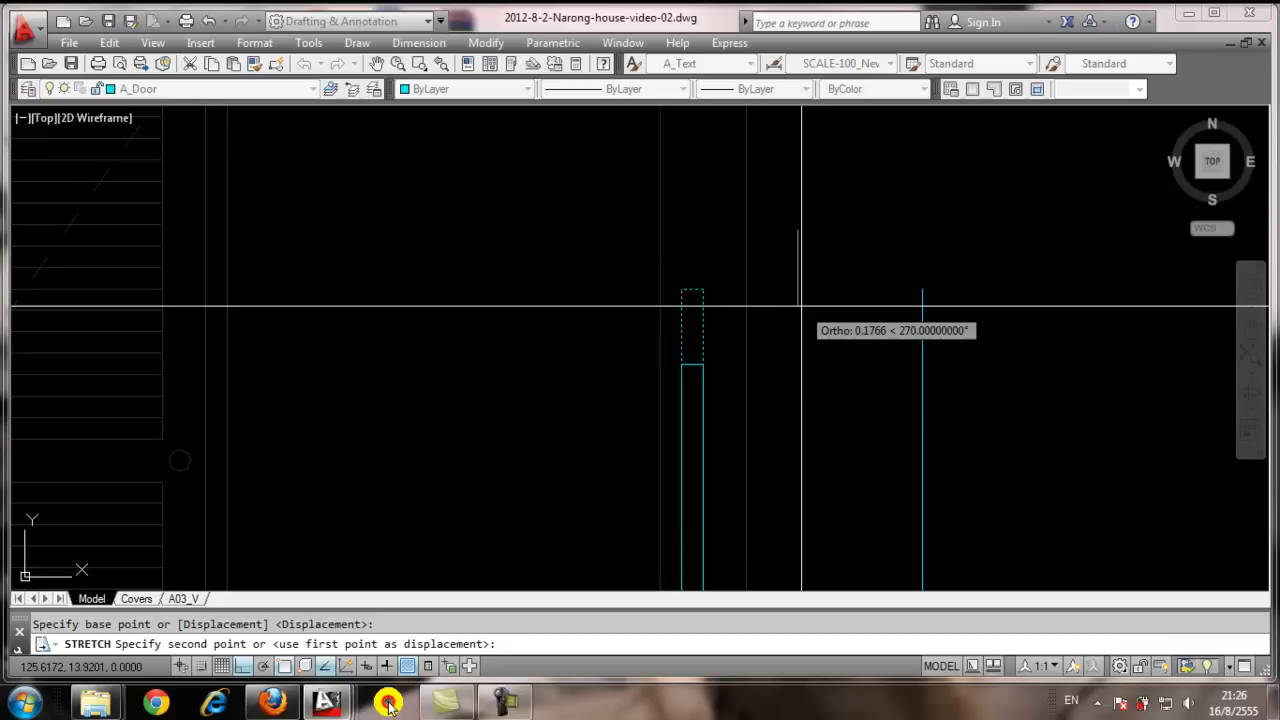 Drafting & Annotation
2012-8-2-Narong-house-video-02.dwg
Type a keyword or phrase
Sign In
File Edit View Insert Format Tools Draw Dimension Modify Parametric Window Help Express
A_Text
Standard
Standard
A_Door
ByLayer
ByLayer
ByLayer
ByColor
[−][Top][2D Wireframe]
N
W TOP E
S
WCS
Ortho: 0.1766 < 270.00000000°
Y
X
Model Covers A03_V
Specify base point or [Displacement] <Displacement>:
STRETCH Specify second point or <use first point as displacement>:
125.6172, 13.9201, 0.0000
MODEL
1:1
EN
21:26
16/8/2555